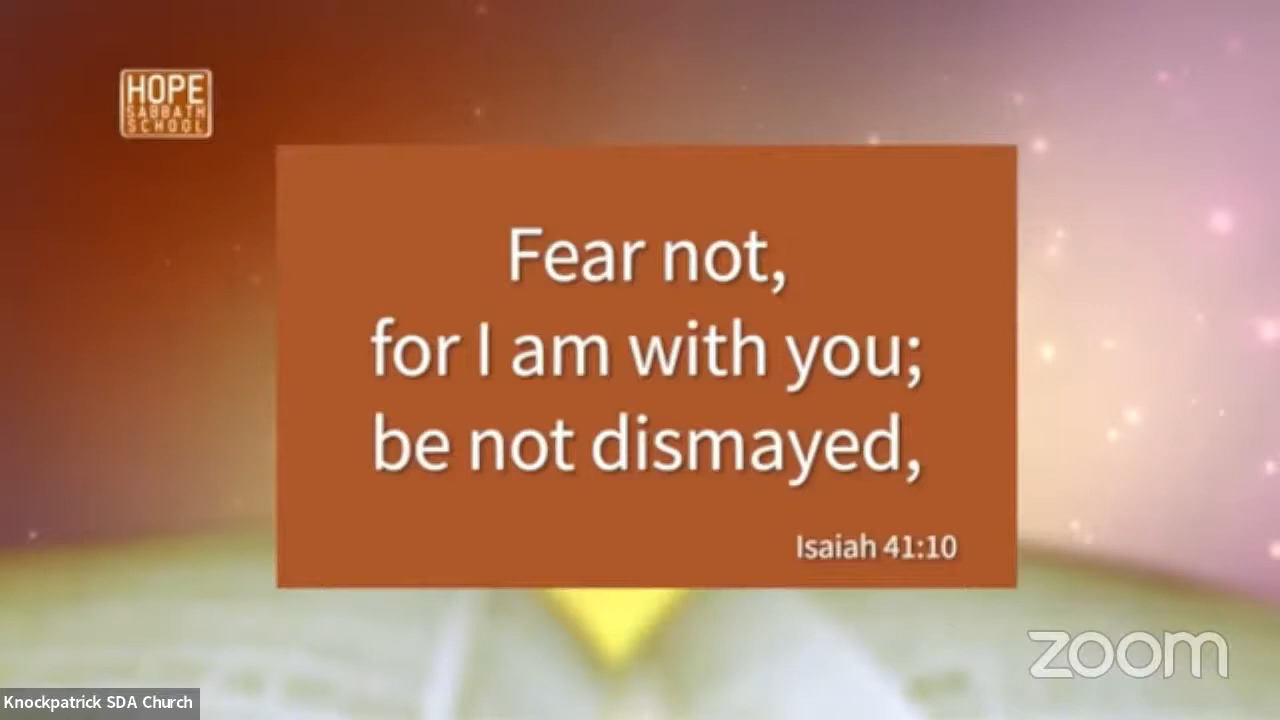 HOPE
SABBATH
SCHOOL
Fear not,
for I am with you;
be not dismayed,
Isaiah 41:10
zoom
Knockpatrick SDA Church